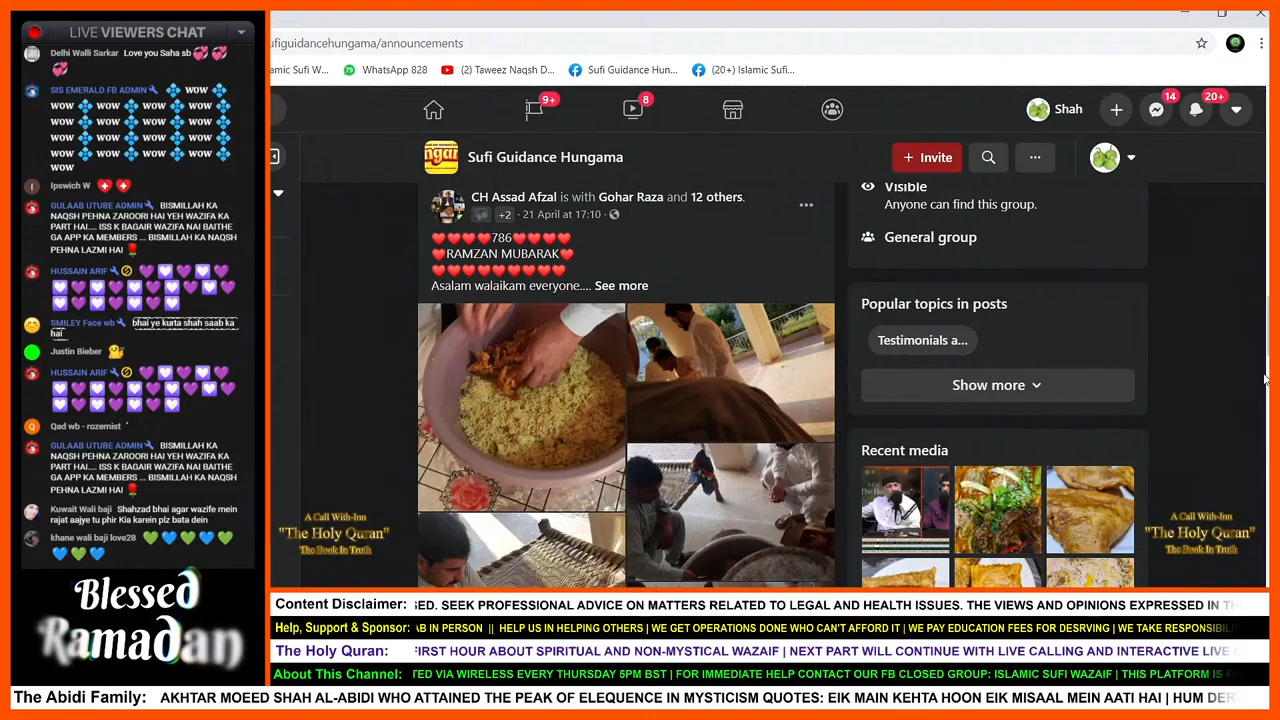 LIVE VIEWERS CHAT
Delhi Walli Sarkar Love you Saha sb
SIS EMERALD FB ADMIN WOW
WOW WOW WOW WOW
WOW WOW WOW WOW
WOW WOW WOW WOW
WOW WOW WOW WOW
WOW
Ipswich W
GULAAB UTUBE ADMIN BISMILLAH KA
NAQSH PEHNA ZAROORI HAI YEH WAZIFA KA
PART HAI.... ISS K BAGAIR WAZIFA NAI BAITHE
GA APP KA MEMBERS ... BISMILLAH KA NAQSH
PEHNA LAZMI HAI
HUSSAIN ARIF
SMILEY Face wb bhai ye kurta shah saab ka
hai
Justin Bieber
HUSSAIN ARIF
Qad wb - rozemist
GULAAB UTUBE ADMIN BISMILLAH KA
NAQSH PEHNA ZAROORI HAI YEH WAZIFA KA
PART HAI.... ISS K BAGAIR WAZIFA NAI BAITHE
GA APP KA MEMBERS ... BISMILLAH KA NAQSH
PEHNA LAZMI HAI
Kuwait Wali baji Shahzad bhai agar wazife mein
rajat aajye tu phir Kia karein plz bata dein
khane wali baji love28
Blessed
Ramadan
ufiguidancehungama/announcements
amic Sufi W... WhatsApp 828 (2) Taweez Naqsh D... Sufi Guidance Hun... (20+) Islamic Sufi...
9+ 8 Shah 14 20+
Sufi Guidance Hungama
+ Invite
CH Assad Afzal is with Gohar Raza and 12 others.
+2 · 21 April at 17:10 ·
786
RAMZAN MUBARAK
Asalam walaikam everyone.... See more
Visible
Anyone can find this group.
General group
Popular topics in posts
Testimonials a...
Show more
Recent media
A Call With-Inn
"The Holy Quran"
The Book In Truth
A Call With-Inn
"The Holy Quran"
The Book In Truth
Content Disclaimer: SED. SEEK PROFESSIONAL ADVICE ON MATTERS RELATED TO LEGAL AND HEALTH ISSUES. THE VIEWS AND OPINIONS EXPRESSED IN TH
Help, Support & Sponsor: AB IN PERSON || HELP US IN HELPING OTHERS | WE GET OPERATIONS DONE WHO CAN'T AFFORD IT | WE PAY EDUCATION FEES FOR DESRVING | WE TAKE RESPONSIBIL
The Holy Quran: FIRST HOUR ABOUT SPIRITUAL AND NON-MYSTICAL WAZAIF | NEXT PART WILL CONTINUE WITH LIVE CALLING AND INTERACTIVE LIVE C
About This Channel: TED VIA WIRELESS EVERY THURSDAY 5PM BST | FOR IMMEDIATE HELP CONTACT OUR FB CLOSED GROUP: ISLAMIC SUFI WAZAIF | THIS PLATFORM IS F
The Abidi Family: AKHTAR MOEED SHAH AL-ABIDI WHO ATTAINED THE PEAK OF ELEQUENCE IN MYSTICISM QUOTES: EIK MAIN KEHTA HOON EIK MISAAL MEIN AATI HAI | HUM DER